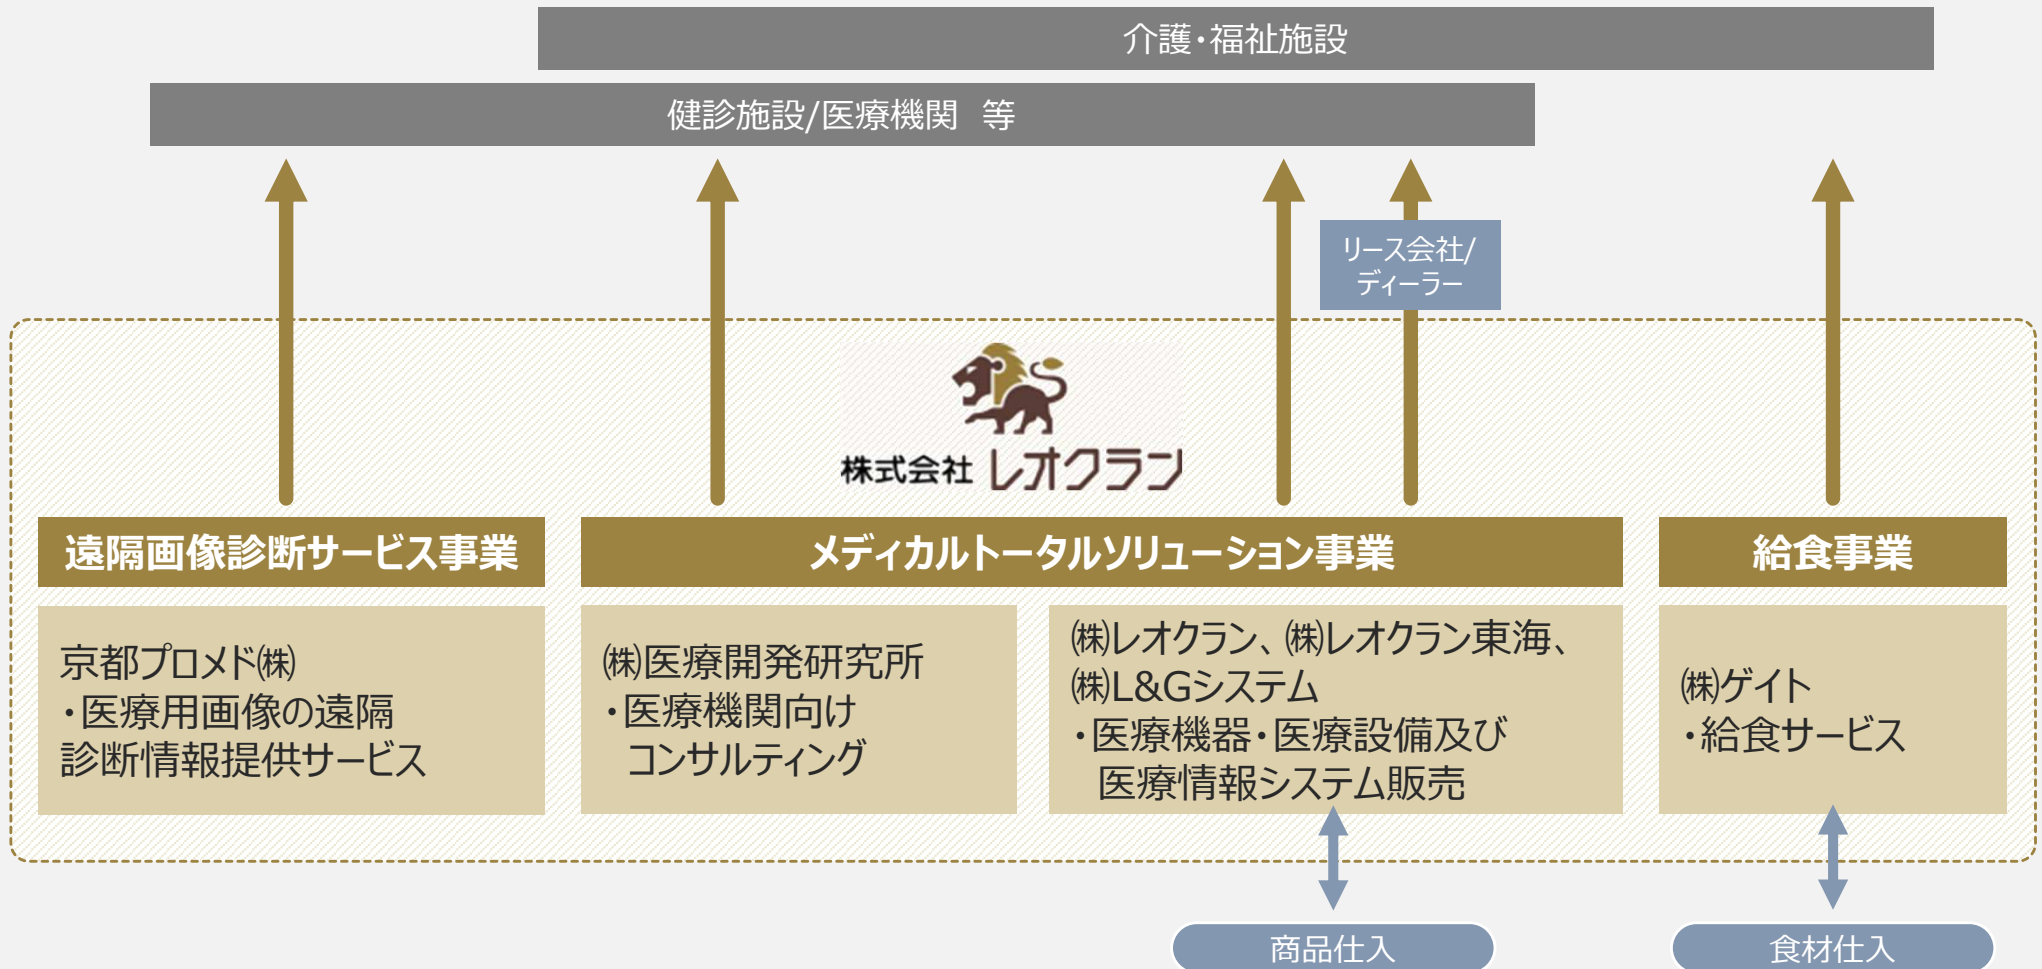 介護・福祉施設
健診施設/医療機関　等
リース会社/
ディーラー
株式会社 レオクラン
遠隔画像診断サービス事業
メディカルトータルソリューション事業
給食事業
京都プロメド㈱
・医療用画像の遠隔
診断情報提供サービス
㈱医療開発研究所
・医療機関向け
コンサルティング
㈱レオクラン、㈱レオクラン東海、
㈱L&Gシステム
・医療機器・医療設備及び
医療情報システム販売
㈱ゲイト
・給食サービス
商品仕入
食材仕入